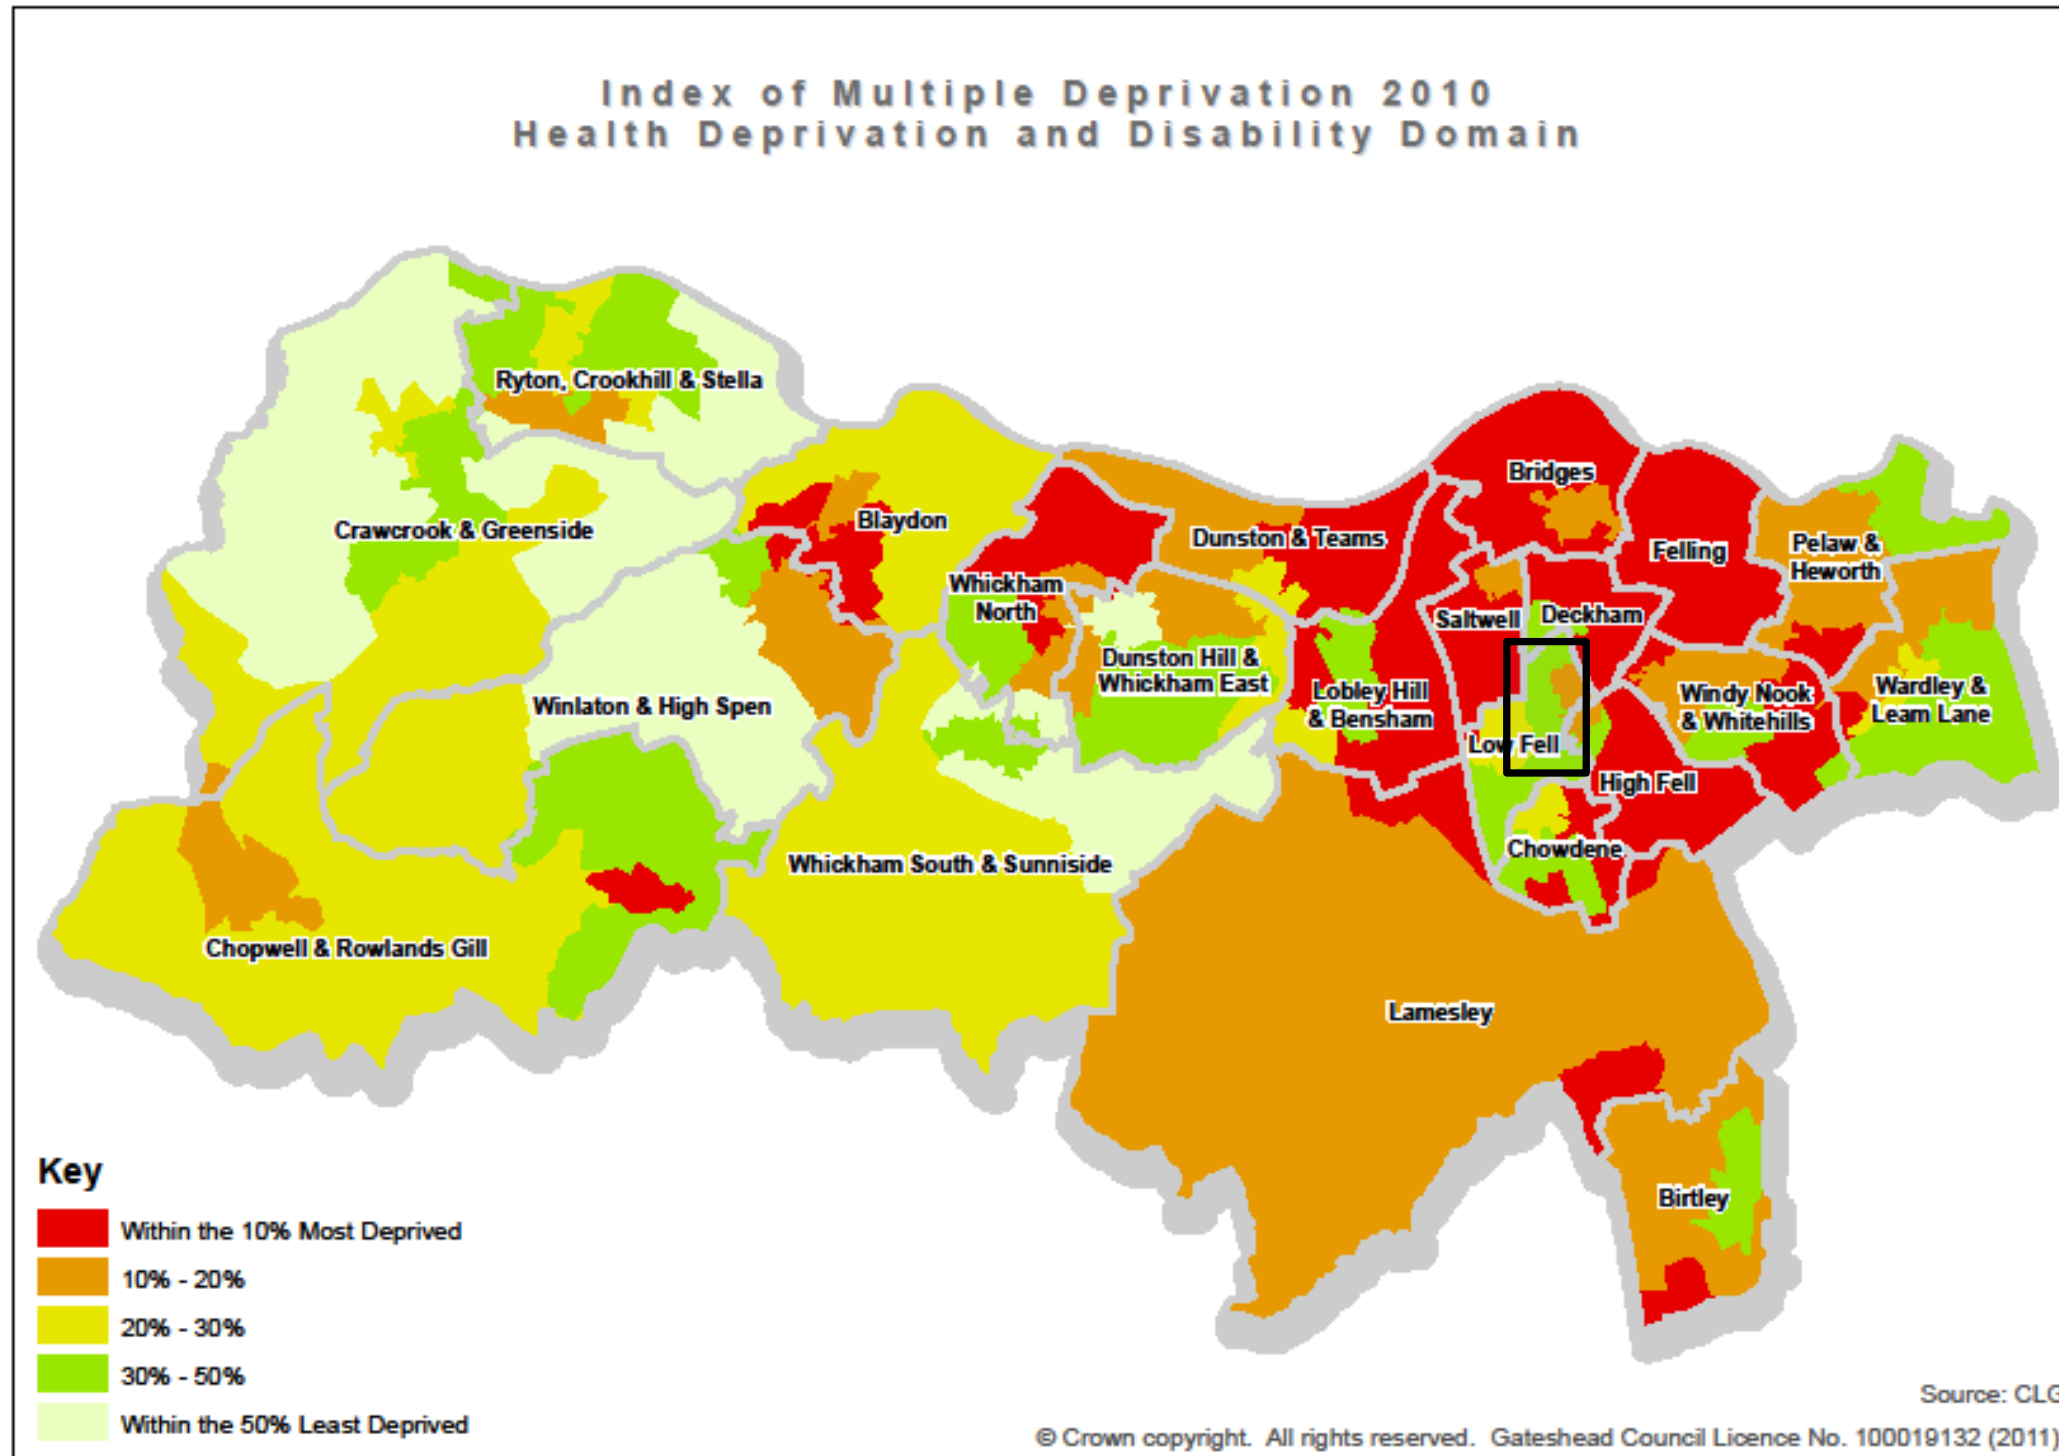 Index of Multiple Deprivation 2010
Health Deprivation and Disability Domain
Ryton, Crookhill & Stella
Crawcrook & Greenside
Blaydon
Bridges
Dunston & Teams
Felling
Pelaw &
Heworth
Whickham
North
Saltwell
Deckham
Dunston Hill &
Whickham East
Lobley Hill
& Bensham
Windy Nook
& Whitehills
Wardley &
Leam Lane
Winlaton & High Spen
Low Fell
High Fell
Chowdene
Whickham South & Sunniside
Chopwell & Rowlands Gill
Lamesley
Birtley
Key
Within the 10% Most Deprived
10% - 20%
20% - 30%
30% - 50%
Within the 50% Least Deprived
Source: CLG
© Crown copyright. All rights reserved. Gateshead Council Licence No. 100019132 (2011)